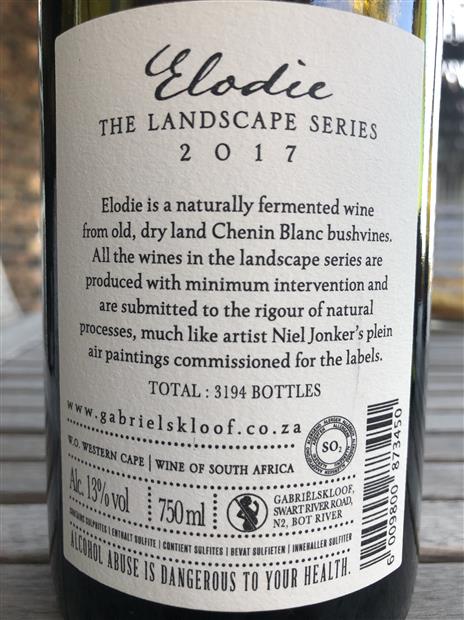 Elodie
THE LANDSCAPE SERIES
2017
Elodie is a naturally fermented wine
from old, dry land Chenin Blanc bushvines.
All the wines in the landscape series are
produced with minimum intervention and
are submitted to the rigour of natural
processes, much like artist Niel Jonker's plein
air paintings commissioned for the labels.
TOTAL : 3194 BOTTLES
www.gabrielskloof.co.za
SO2
W.O. WESTERN CAPE | WINE OF SOUTH AFRICA
Alc. 13% vol
750ml
GABRIËLSKLOOF,
SWART RIVER ROAD,
N2, BOT RIVER
CONTAINS SULPHITES | ENTHALT SULFITE | CONTIENT SULFITES | BEVAT SULFIETEN | INNEHALLER SULFITER
ALCOHOL ABUSE IS DANGEROUS TO YOUR HEALTH.
6 009800 873450